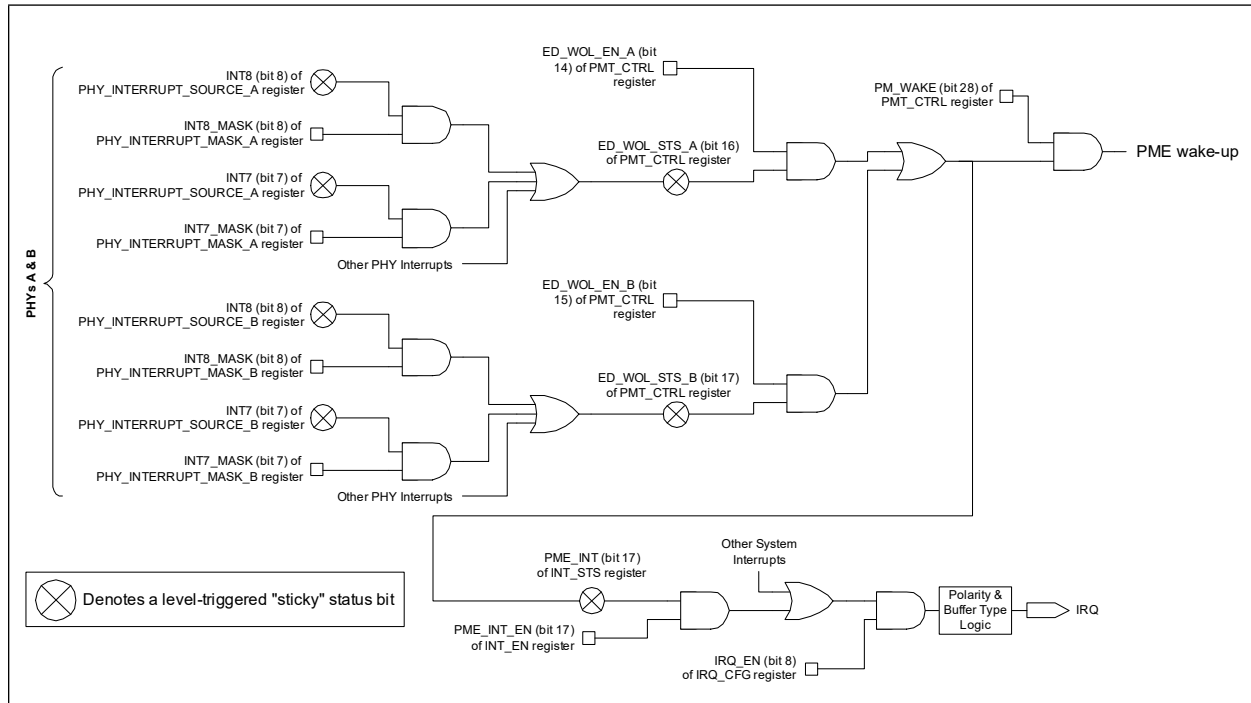 PHYs A & B
INT8 (bit 8) of
PHY_INTERRUPT_SOURCE_A register
INT8_MASK (bit 8) of
PHY_INTERRUPT_MASK_A register
INT7 (bit 7) of
PHY_INTERRUPT_SOURCE_A register
INT7_MASK (bit 7) of
PHY_INTERRUPT_MASK_A register
Other PHY Interrupts
ED_WOL_EN_A (bit
14) of PMT_CTRL
register
ED_WOL_STS_A (bit 16)
of PMT_CTRL register
PM_WAKE (bit 28) of
PMT_CTRL register
PME wake-up
INT8 (bit 8) of
PHY_INTERRUPT_SOURCE_B register
INT8_MASK (bit 8) of
PHY_INTERRUPT_MASK_B register
INT7 (bit 7) of
PHY_INTERRUPT_SOURCE_B register
INT7_MASK (bit 7) of
PHY_INTERRUPT_MASK_B register
Other PHY Interrupts
ED_WOL_EN_B (bit
15) of PMT_CTRL
register
ED_WOL_STS_B (bit 17)
of PMT_CTRL register
Denotes a level-triggered "sticky" status bit
PME_INT (bit 17)
of INT_STS register
PME_INT_EN (bit 17)
of INT_EN register
Other System
Interrupts
IRQ_EN (bit 8)
of IRQ_CFG register
Polarity &
Buffer Type
Logic
IRQ